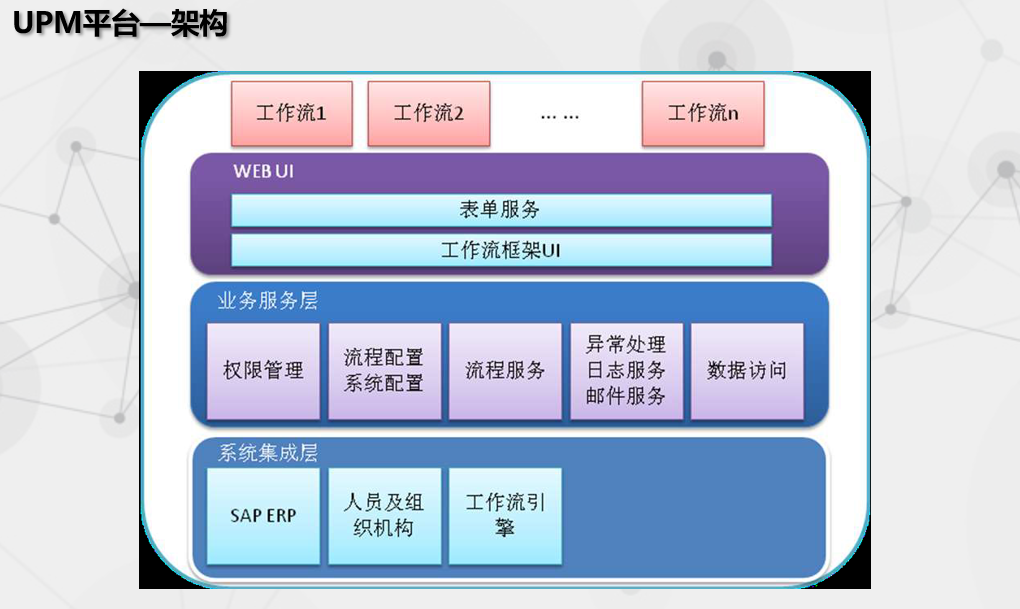 UPM平台—架构
工作流1
工作流2
... ...
工作流n
WEB UI
表单服务
工作流框架UI
业务服务层
权限管理
流程配置
系统配置
流程服务
异常处理
日志服务
邮件服务
数据访问
系统集成层
SAP ERP
人员及组
织机构
工作流引
擎